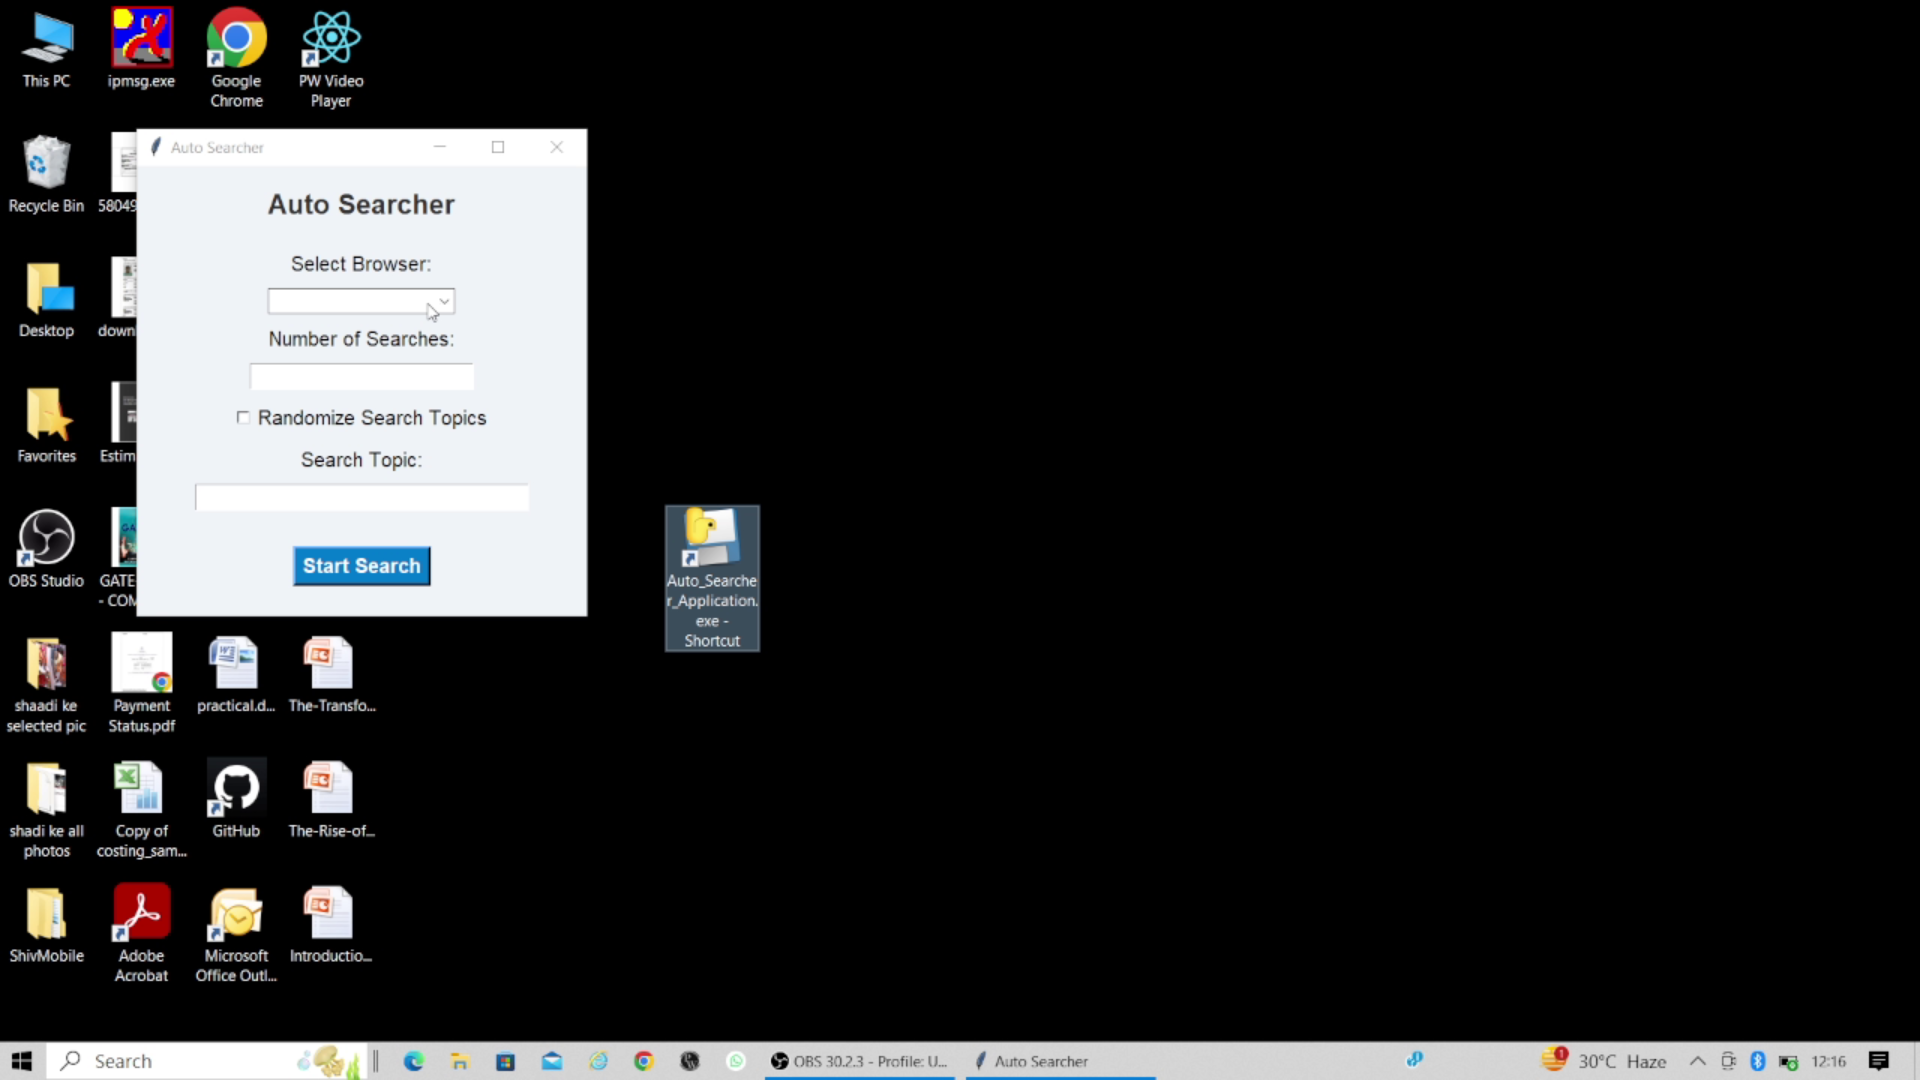 This PC
ipmsg.exe
Google
Chrome
PW Video
Player
Recycle Bin
58049
Desktop
down
Favorites
Estim
OBS Studio
GATE
- COM
Auto Searcher
Auto Searcher
Select Browser:
Number of Searches:
Randomize Search Topics
Search Topic:
Start Search
Auto_Searche
r_Application.
exe -
Shortcut
shaadi ke
selected pic
Payment
Status.pdf
practical.d...
The-Transfo...
shadi ke all
photos
Copy of
costing_sam...
GitHub
The-Rise-of...
ShivMobile
Adobe
Acrobat
Microsoft
Office Outl...
Introductio...
Search
OBS 30.2.3 - Profile: U...
Auto Searcher
1
30°C Haze
12:16